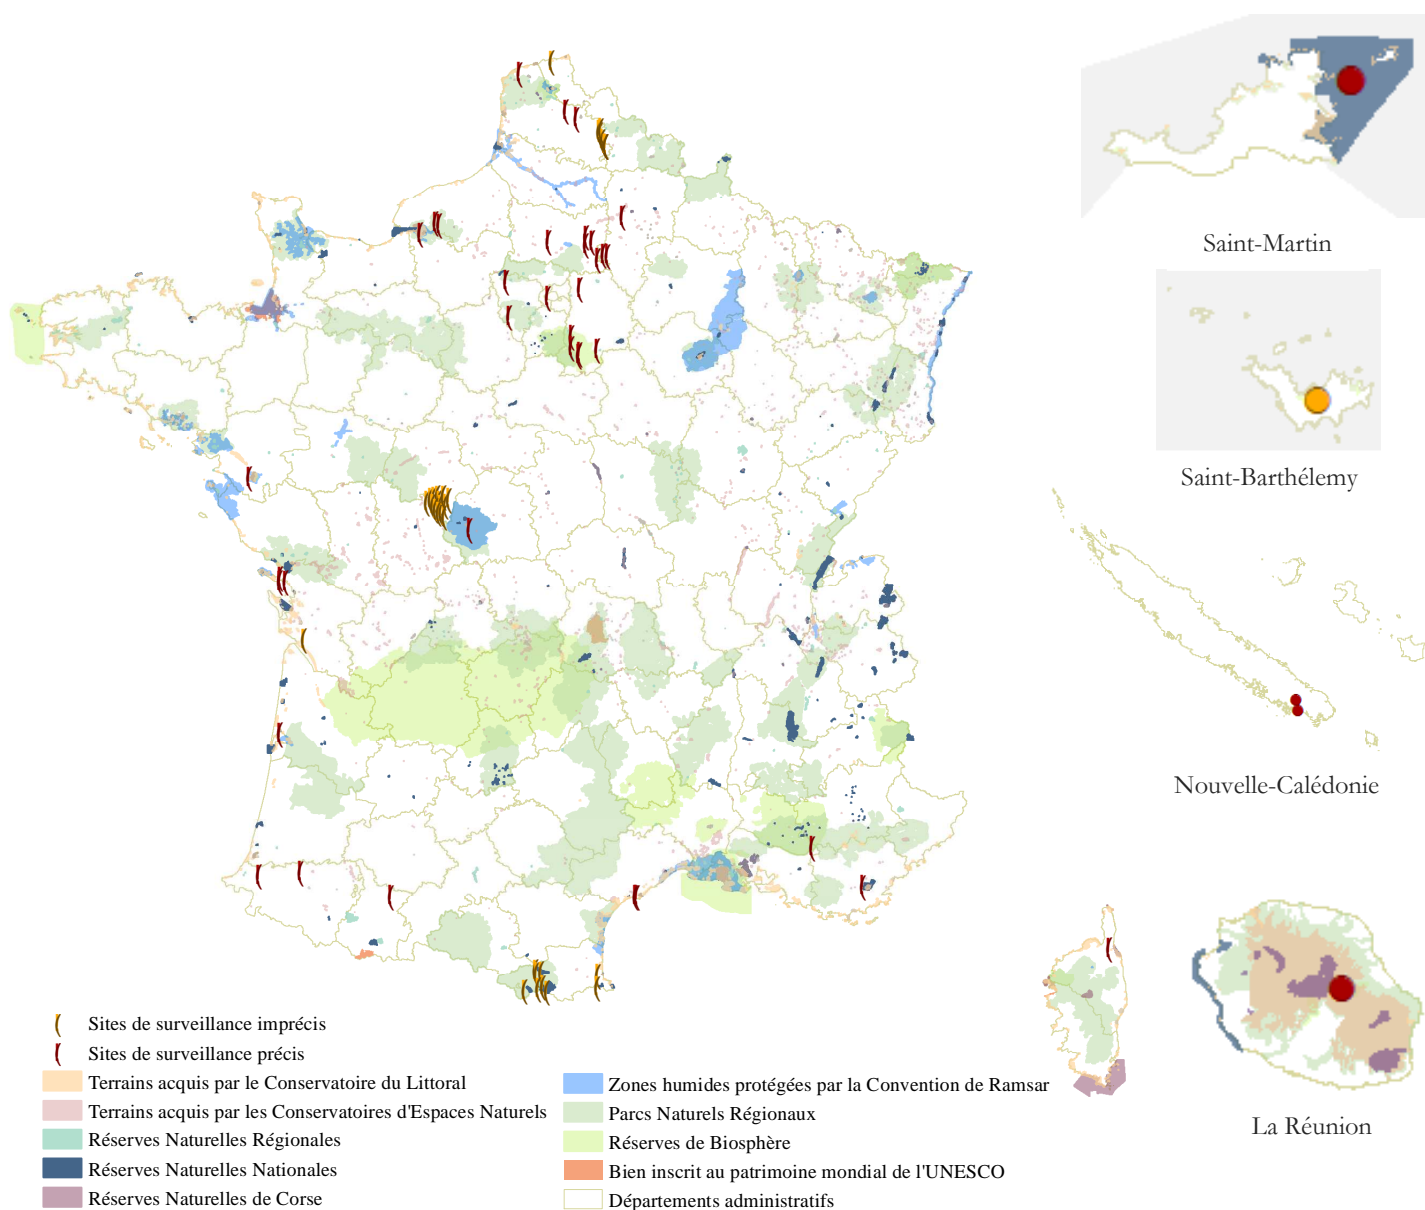 Saint-Martin
Saint-Barthélemy
Nouvelle-Calédonie
La Réunion
Sites de surveillance imprécis
Sites de surveillance précis
Terrains acquis par le Conservatoire du Littoral
Terrains acquis par les Conservatoires d'Espaces Naturels
Réserves Naturelles Régionales
Réserves Naturelles Nationales
Réserves Naturelles de Corse
Zones humides protégées par la Convention de Ramsar
Parcs Naturels Régionaux
Réserves de Biosphère
Bien inscrit au patrimoine mondial de l'UNESCO
Départements administratifs